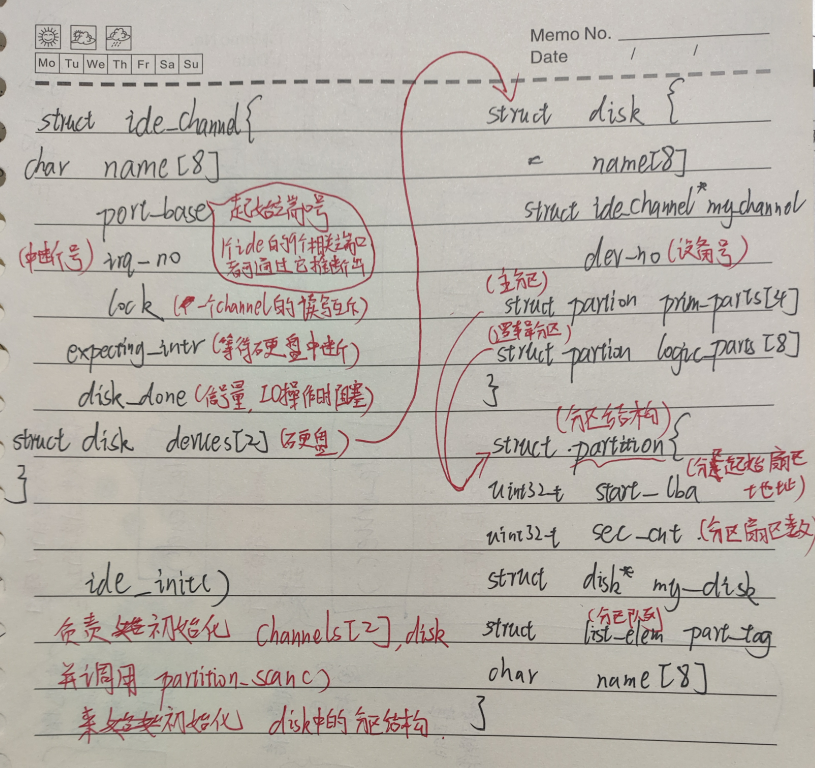 Mo Tu We Th Fr Sa Su
Memo No.
Date / /
struct ide_channel{
char name[8]
port_base 起始端口号
片ide的9个相关端口
都可通过它推断出
(中断号) irq_no
lock (一个channel的读写互斥)
expecting_intr (等待硬盘中断)
disk_done (信号量, IO操作时阻塞)
struct disk devices[2] (硬盘)
}
ide_init()
负责初始化 channels[2], disk
并调用 partition_scan()
来初始化 disk中的分区结构
struct disk {
name[8]
struct ide_channel* my_channel
dev_no (设备号)
(主分区)
struct partion prim_parts[4]
(逻辑分区)
struct partion logic_parts[8]
}
(分区结构)
struct partition{
uint32_t start_lba (分区起始扇区
地址)
uint32_t sec_cnt (分区扇区数)
struct disk* my_disk
(分区队列)
struct list_elem part_tag
char name[8]
}